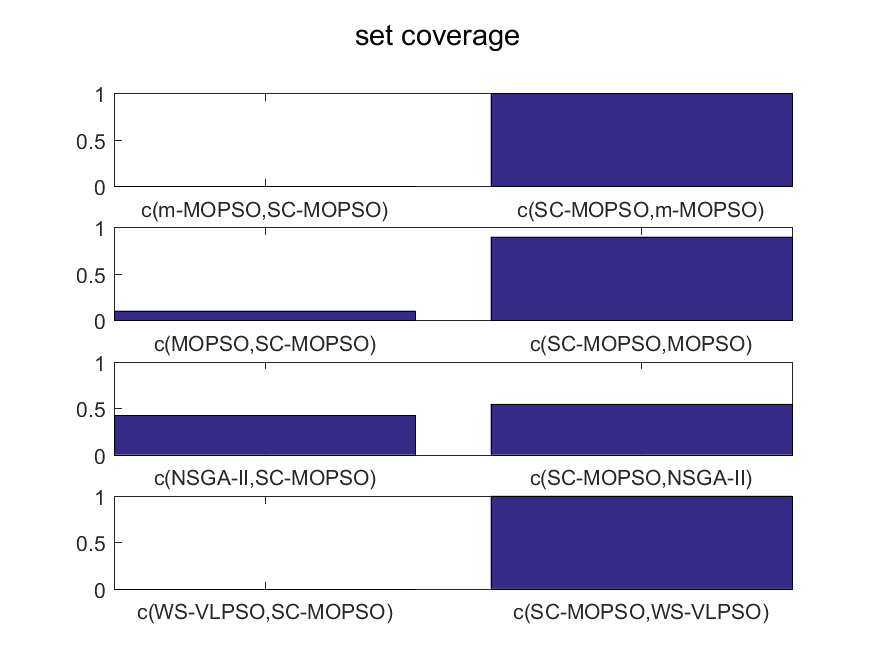 set coverage
1
0.5
0
c(m-MOPSO,SC-MOPSO) c(SC-MOPSO,m-MOPSO)
1
0.5
0
c(MOPSO,SC-MOPSO) c(SC-MOPSO,MOPSO)
1
0.5
0
c(NSGA-II,SC-MOPSO) c(SC-MOPSO,NSGA-II)
1
0.5
0
c(WS-VLPSO,SC-MOPSO) c(SC-MOPSO,WS-VLPSO)